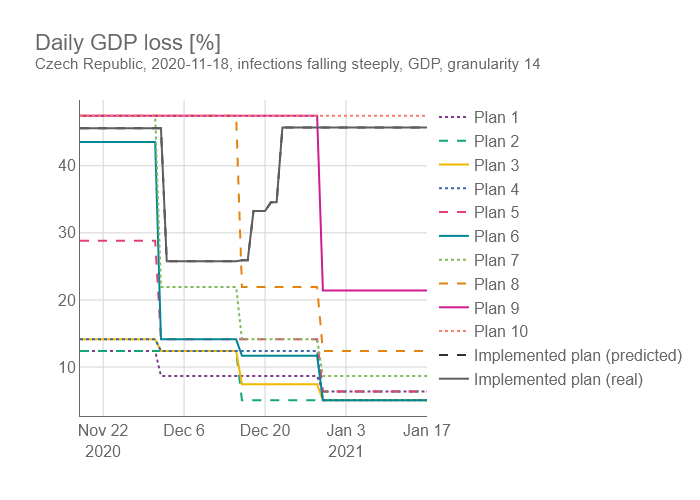 Daily GDP loss [%]
Czech Republic, 2020-11-18, infections falling steeply, GDP, granularity 14
40
30
20
10
Nov 22
2020
Dec 6
Dec 20
Jan 3
2021
Jan 17
Plan 1
Plan 2
Plan 3
Plan 4
Plan 5
Plan 6
Plan 7
Plan 8
Plan 9
Plan 10
Implemented plan (predicted)
Implemented plan (real)